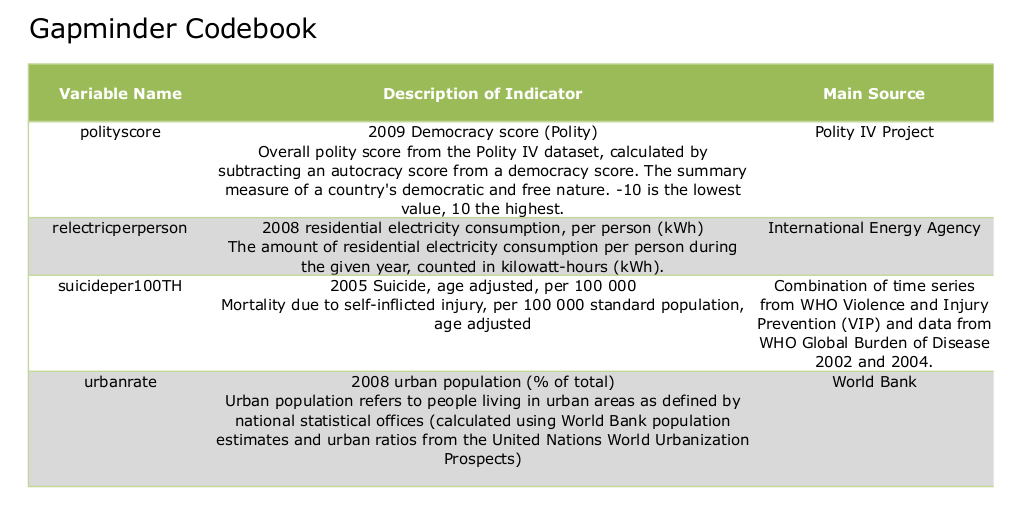 Gapminder Codebook
Variable Name Description of Indicator Main Source
polityscore 2009 Democracy score (Polity) Polity IV Project
Overall polity score from the Polity IV dataset, calculated by
subtracting an autocracy score from a democracy score. The summary
measure of a country's democratic and free nature. -10 is the lowest
value, 10 the highest.
relectricperperson 2008 residential electricity consumption, per person (kWh) International Energy Agency
The amount of residential electricity consumption per person during
the given year, counted in kilowatt-hours (kWh).
suicideper100TH 2005 Suicide, age adjusted, per 100 000 Combination of time series
Mortality due to self-inflicted injury, per 100 000 standard population, from WHO Violence and Injury
age adjusted Prevention (VIP) and data from
WHO Global Burden of Disease
2002 and 2004.
urbanrate 2008 urban population (% of total) World Bank
Urban population refers to people living in urban areas as defined by
national statistical offices (calculated using World Bank population
estimates and urban ratios from the United Nations World Urbanization
Prospects)